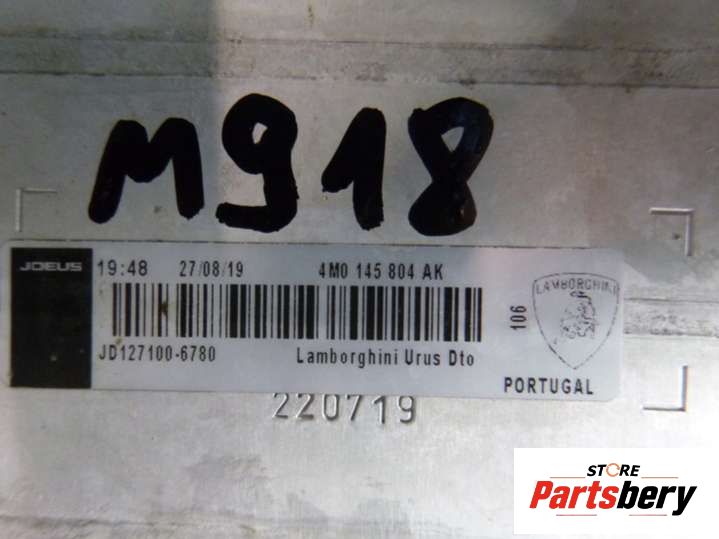 M918
JDEUS 19:48 27/08/19 4M0 145 804 AK
LAMBORGHINI
106
JD127100-6780 Lamborghini Urus Dto
PORTUGAL
220719
STORE
Partsbery